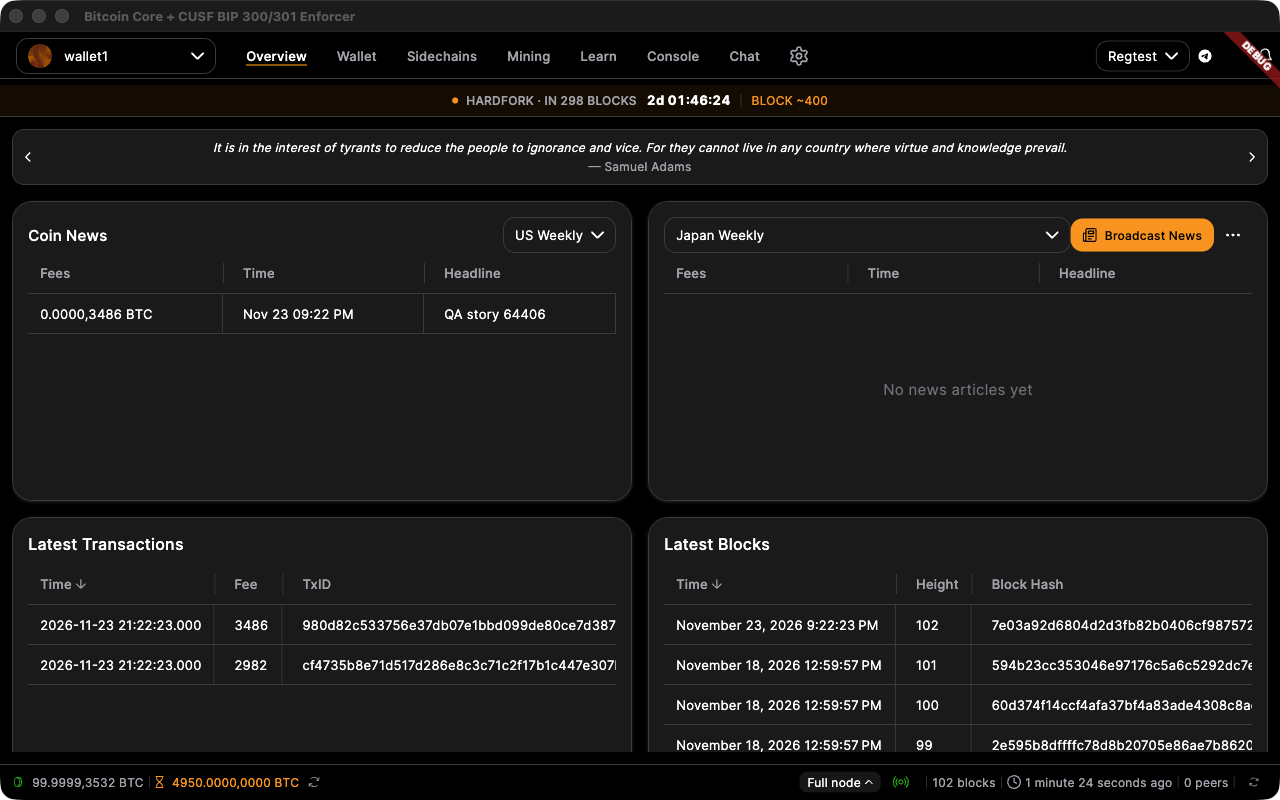 Bitcoin Core + CUSF BIP 300/301 Enforcer
wallet1
Overview
Wallet
Sidechains
Mining
Learn
Console
Chat
Regtest
DEBUG
HARDFORK · IN 298 BLOCKS 2d 01:46:24 BLOCK ~400
It is in the interest of tyrants to reduce the people to ignorance and vice. For they cannot live in any country where virtue and knowledge prevail.
— Samuel Adams
Coin News
US Weekly
Fees Time Headline
0.0000,3486 BTC Nov 23 09:22 PM QA story 64406
Japan Weekly
Broadcast News
Fees Time Headline
No news articles yet
Latest Transactions
Time Fee TxID
2026-11-23 21:22:23.000 3486 980d82c533756e37db07e1bbd099de80ce7d387
2026-11-23 21:22:23.000 2982 cf4735b8e71d517d286e8c3c71c2f17b1c447e307
Latest Blocks
Time Height Block Hash
November 23, 2026 9:22:23 PM 102 7e03a92d6804d2d3fb82b0406cf987572
November 18, 2026 12:59:57 PM 101 594b23cc353046e97176c5a6c5292dc7e
November 18, 2026 12:59:57 PM 100 60d374f14ccf4afa37bf4a83ade4308c8a
November 18, 2026 12:59:57 PM 99 2e595b8dffffc78d8b20705e86ae7b8620
99.9999,3532 BTC
4950.0000,0000 BTC
Full node
102 blocks
1 minute 24 seconds ago
0 peers